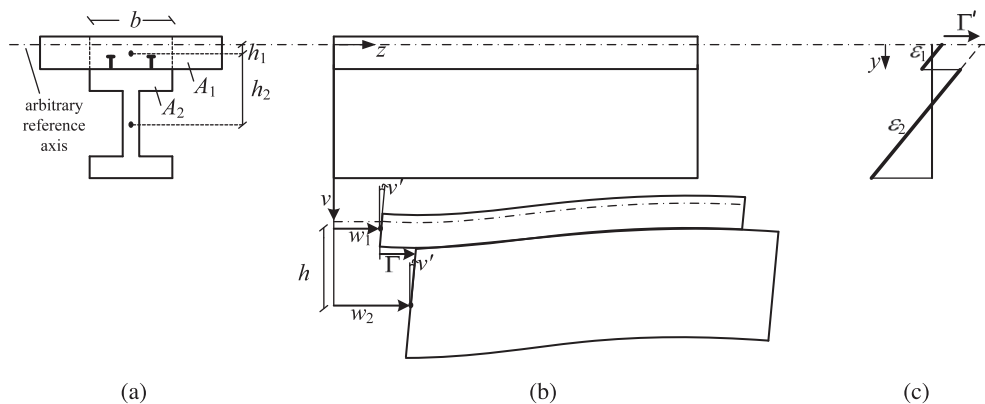 b
h₁
h₂
A₁
A₂
arbitrary
reference
axis
z
v
v′
w₁
Γ
v′
h
w₂
Γ′
ε₁
y
ε₂
(a)
(b)
(c)